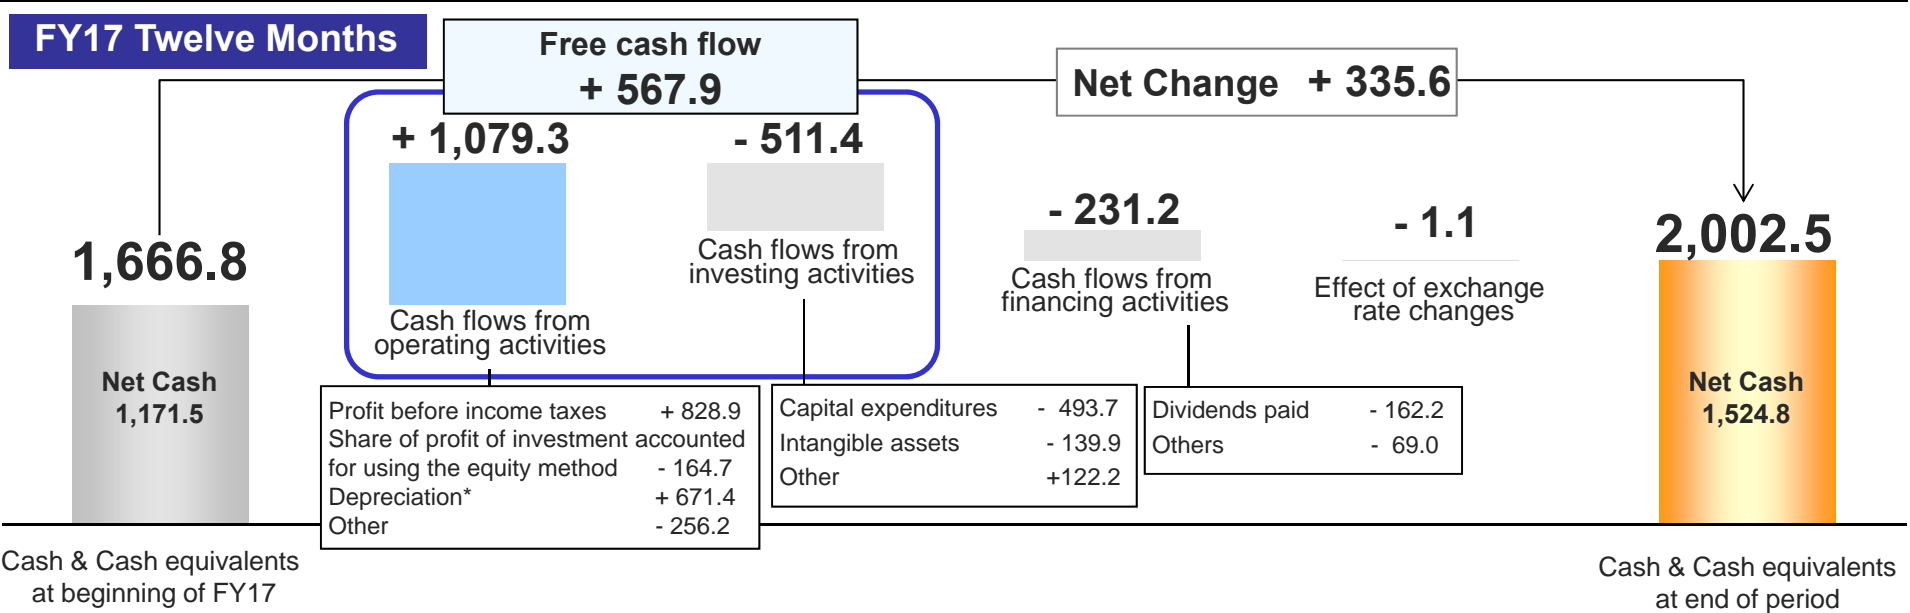 FY17 Twelve Months
Free cash flow
+ 567.9
Net Change + 335.6
+ 1,079.3
- 511.4
- 231.2
- 1.1
1,666.8
2,002.5
Cash flows from
operating activities
Cash flows from
investing activities
Cash flows from
financing activities
Effect of exchange
rate changes
Net Cash
1,171.5
Net Cash
1,524.8
Profit before income taxes + 828.9
Share of profit of investment accounted
for using the equity method - 164.7
Depreciation* + 671.4
Other - 256.2
Capital expenditures - 493.7
Intangible assets - 139.9
Other +122.2
Dividends paid - 162.2
Others - 69.0
Cash & Cash equivalents
at beginning of FY17
Cash & Cash equivalents
at end of period